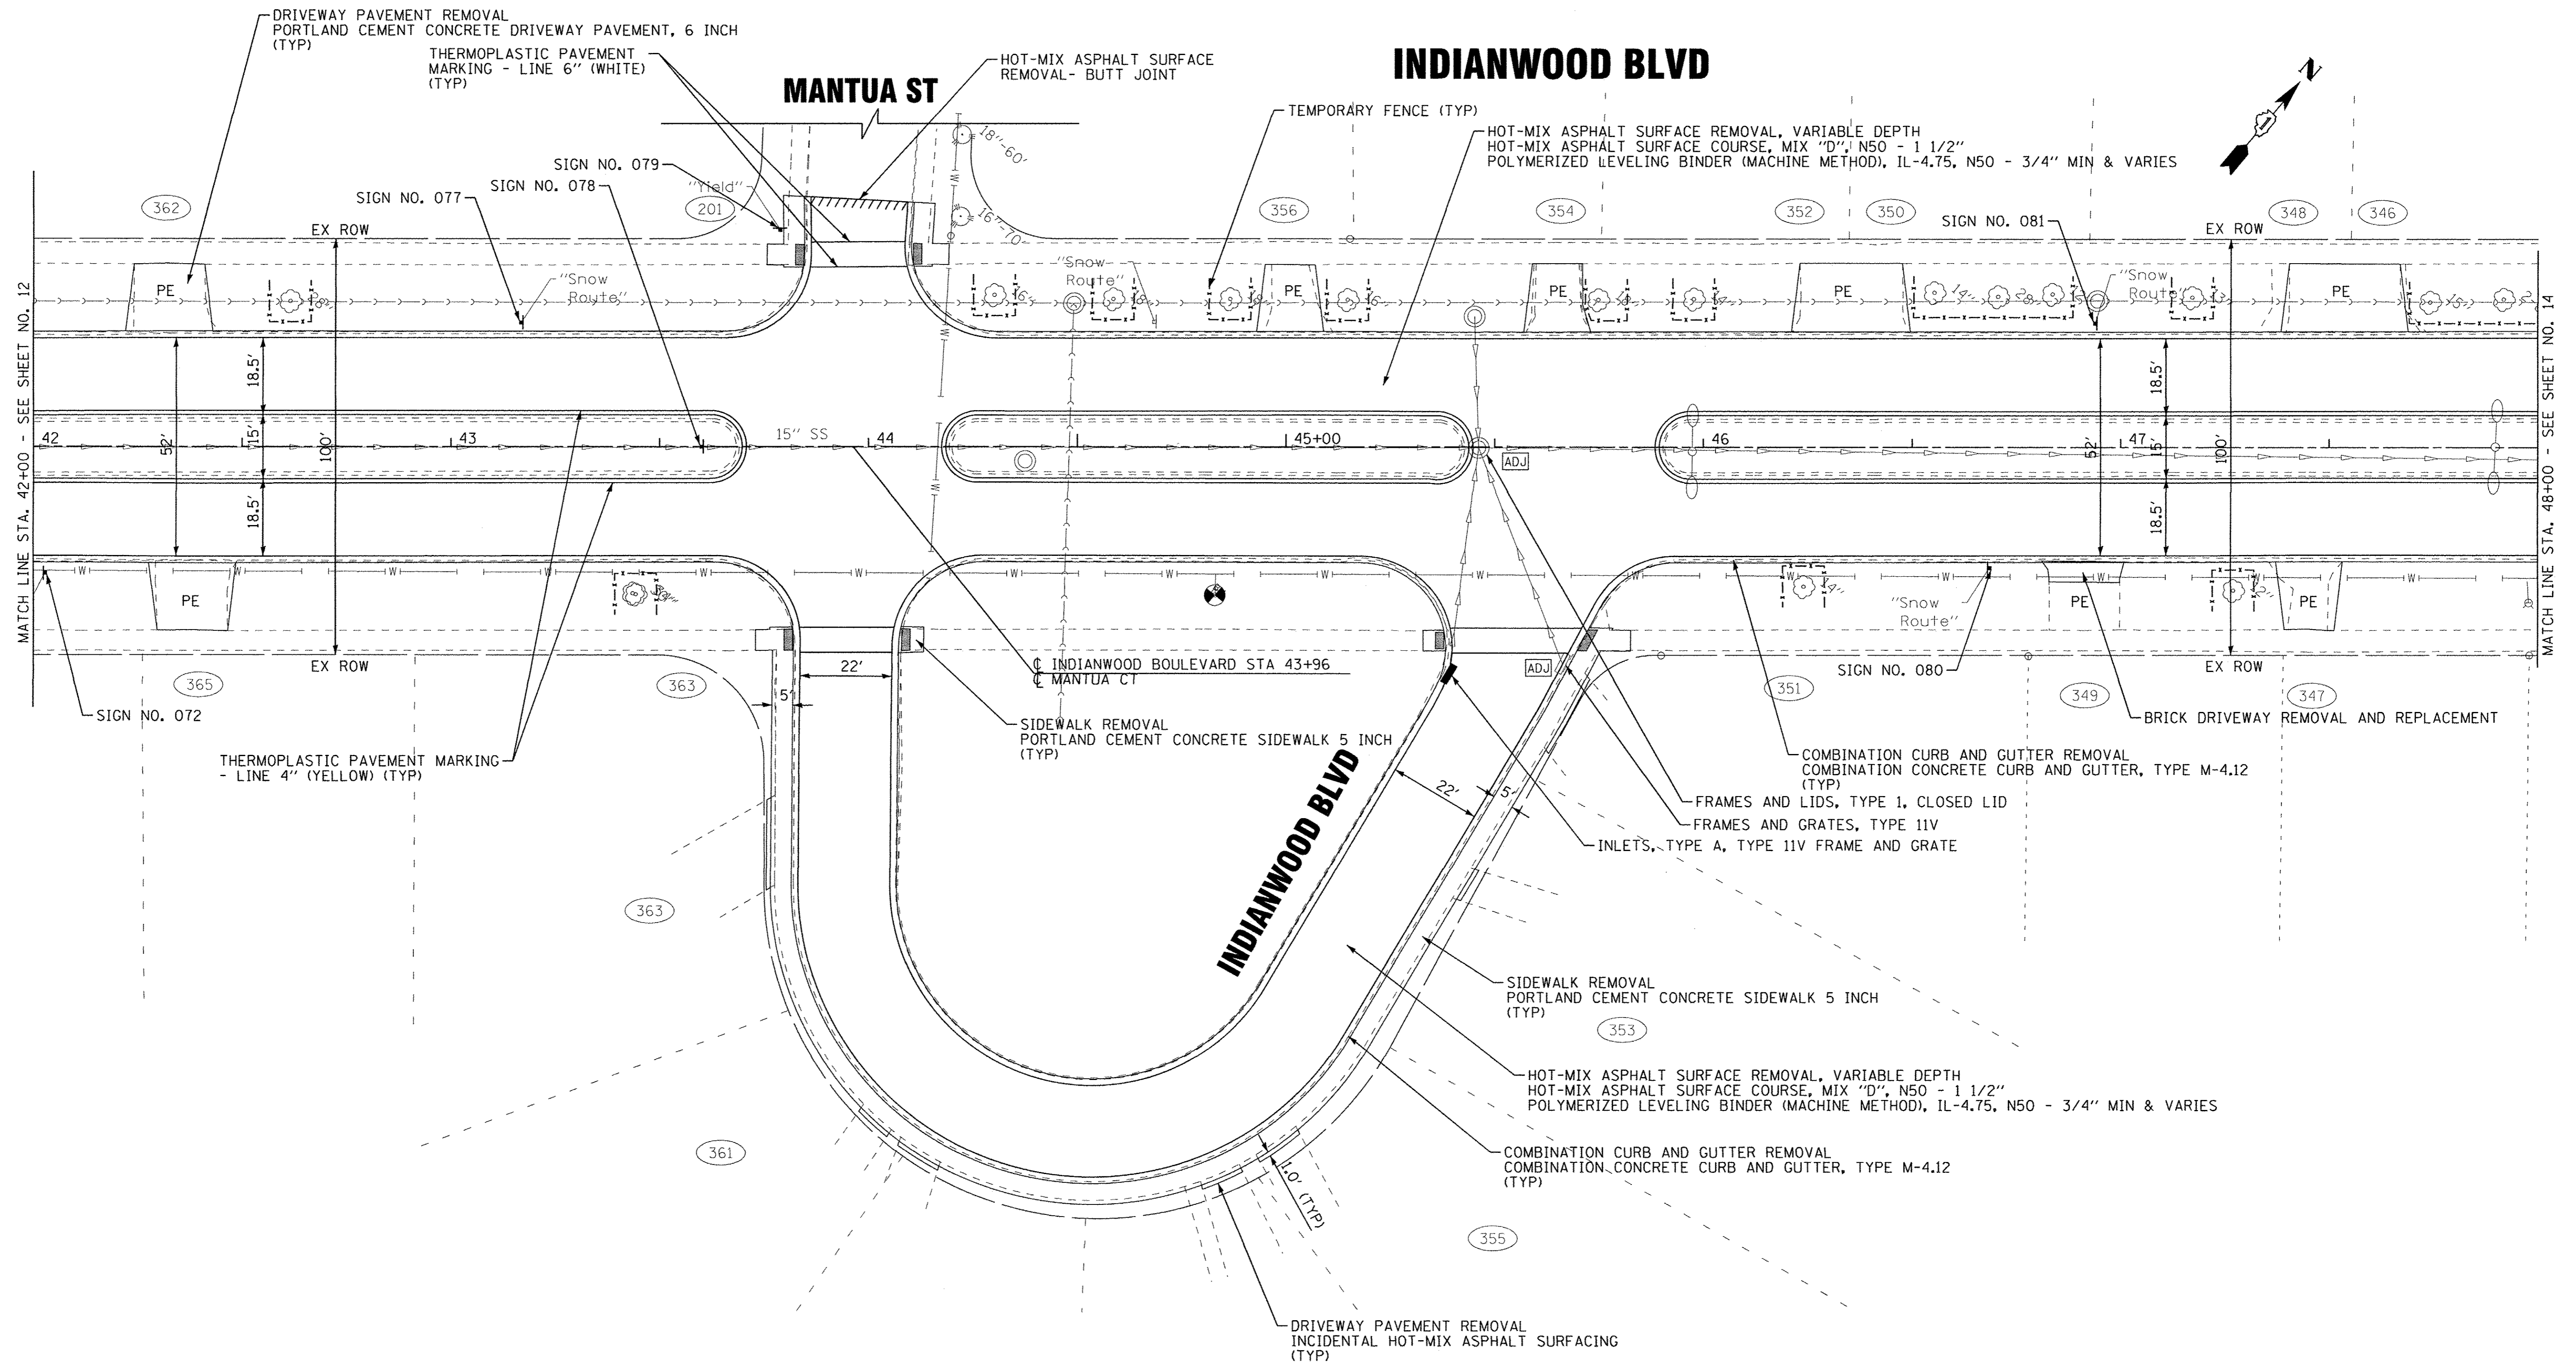 DRIVEWAY PAVEMENT REMOVAL
PORTLAND CEMENT CONCRETE DRIVEWAY PAVEMENT, 6 INCH
(TYP)
THERMOPLASTIC PAVEMENT
MARKING - LINE 6" (WHITE)
(TYP)
MANTUA ST
HOT-MIX ASPHALT SURFACE
REMOVAL- BUTT JOINT
INDIANWOOD BLVD
N
TEMPORARY FENCE (TYP)
HOT-MIX ASPHALT SURFACE REMOVAL, VARIABLE DEPTH
HOT-MIX ASPHALT SURFACE COURSE, MIX "D", N50 - 1 1/2"
POLYMERIZED LEVELING BINDER (MACHINE METHOD), IL-4.75, N50 - 3/4" MIN & VARIES
18"-60'
SIGN NO. 079
SIGN NO. 078
SIGN NO. 077
"Yield"
362
201
16"-70'
356
354
352
350
SIGN NO. 081
348
346
EX ROW
EX ROW
PE
"Snow
Route"
"Snow
Route"
PE
PE
PE
"Snow
Route"
PE
16"
16"
14"
28"
15"
MATCH LINE STA. 42+00 - SEE SHEET NO. 12
18.5'
52'
15'
18.5'
100'
42
43
15" SS
44
45+00
ADJ
46
47
18.5'
52'
15'
18.5'
100'
MATCH LINE STA. 48+00 - SEE SHEET NO. 14
W
PE
PE
PE
"Snow
Route"
EX ROW
22'
5'
℄ INDIANWOOD BOULEVARD STA 43+96
℄ MANTUA CT
ADJ
SIGN NO. 080
EX ROW
365
363
351
349
347
SIGN NO. 072
SIDEWALK REMOVAL
PORTLAND CEMENT CONCRETE SIDEWALK 5 INCH
(TYP)
BRICK DRIVEWAY REMOVAL AND REPLACEMENT
THERMOPLASTIC PAVEMENT MARKING
- LINE 4" (YELLOW) (TYP)
COMBINATION CURB AND GUTTER REMOVAL
COMBINATION CONCRETE CURB AND GUTTER, TYPE M-4.12
(TYP)
22'
5'
FRAMES AND LIDS, TYPE 1, CLOSED LID
FRAMES AND GRATES, TYPE 11V
INLETS, TYPE A, TYPE 11V FRAME AND GRATE
INDIANWOOD BLVD
363
SIDEWALK REMOVAL
PORTLAND CEMENT CONCRETE SIDEWALK 5 INCH
(TYP)
353
HOT-MIX ASPHALT SURFACE REMOVAL, VARIABLE DEPTH
HOT-MIX ASPHALT SURFACE COURSE, MIX "D", N50 - 1 1/2"
POLYMERIZED LEVELING BINDER (MACHINE METHOD), IL-4.75, N50 - 3/4" MIN & VARIES
361
COMBINATION CURB AND GUTTER REMOVAL
COMBINATION CONCRETE CURB AND GUTTER, TYPE M-4.12
(TYP)
1.0' (TYP)
355
DRIVEWAY PAVEMENT REMOVAL
INCIDENTAL HOT-MIX ASPHALT SURFACING
(TYP)